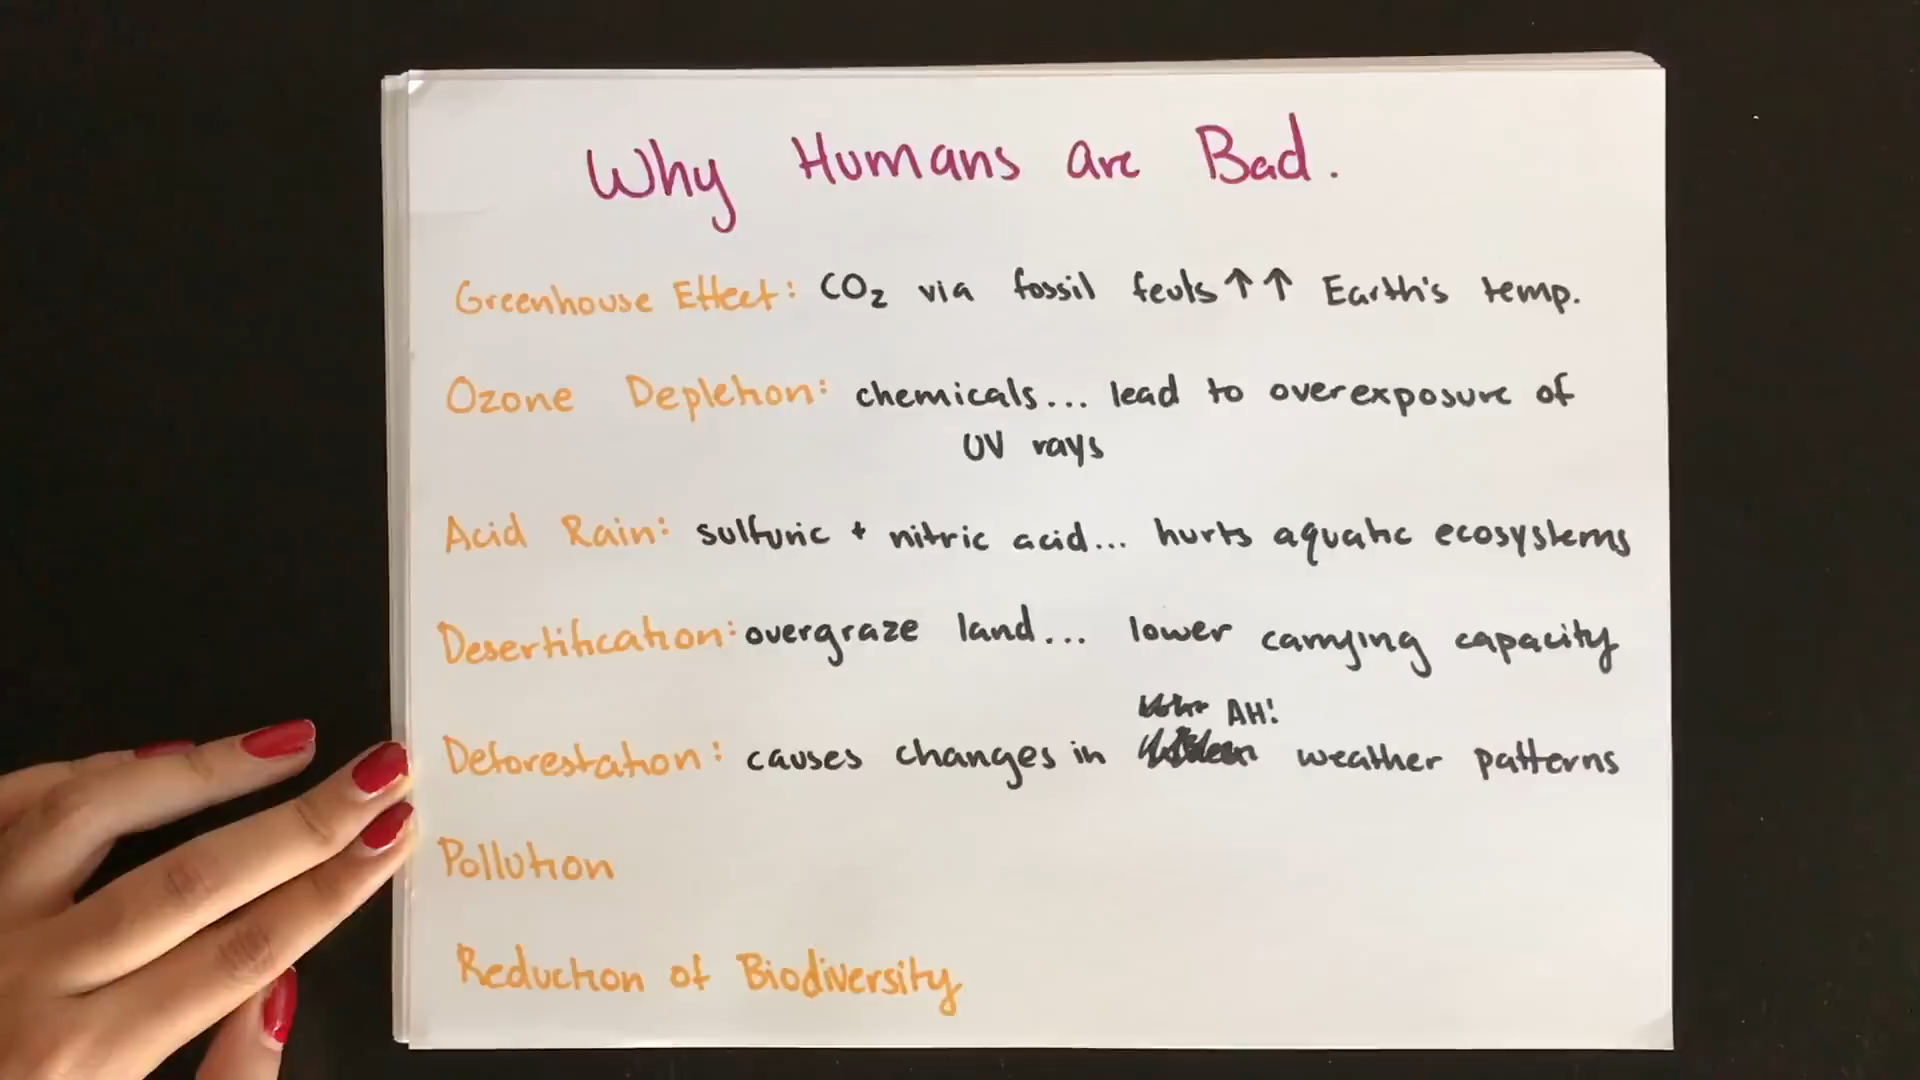 Why Humans are Bad.
Greenhouse Effect: CO₂ via fossil feuls ↑↑ Earth's temp.
Ozone Depletion: chemicals... lead to overexposure of
UV rays
Acid Rain: sulfuric + nitric acid... hurts aquatic ecosystems
Desertification: overgraze land... lower carrying capacity
AH!
Deforestation: causes changes in weather patterns
Pollution
Reduction of Biodiversity